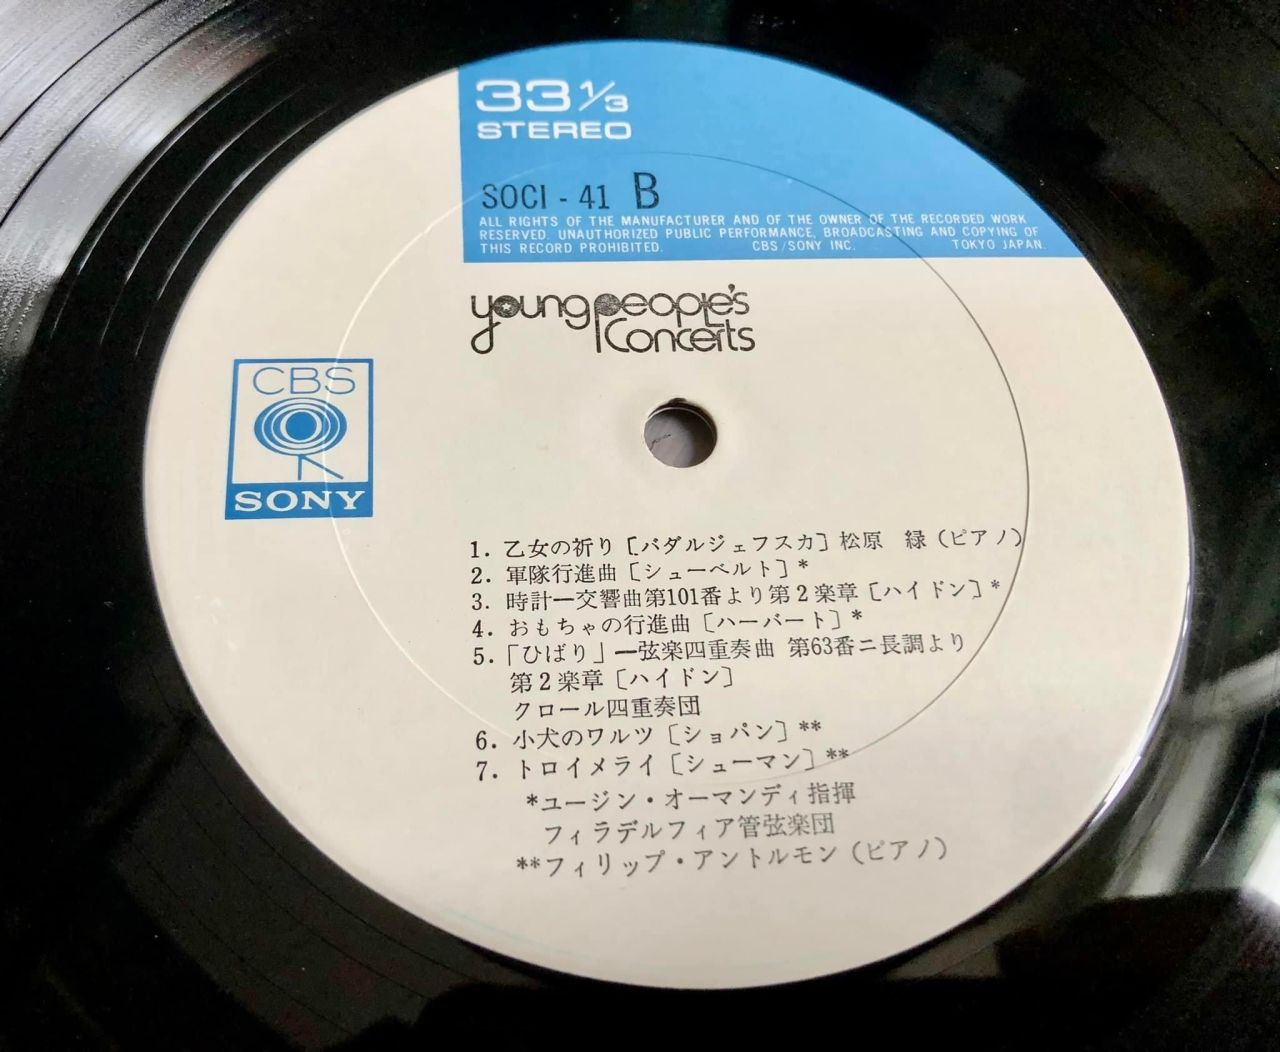 33 1/3
STEREO
SOCI - 41 B
ALL RIGHTS OF THE MANUFACTURER AND OF THE OWNER OF THE RECORDED WORK
RESERVED. UNAUTHORIZED PUBLIC PERFORMANCE, BROADCASTING AND COPYING OF
THIS RECORD PROHIBITED. CBS/SONY INC. TOKYO JAPAN.
young people's
Concerts
CBS
SONY
1. 乙女の祈り［バダルジェフスカ］松原 緑（ピアノ）
2. 軍隊行進曲［シューベルト］*
3. 時計ー交響曲第101番より第2楽章［ハイドン］*
4. おもちゃの行進曲［ハーバート］*
5.「ひばり」ー弦楽四重奏曲 第63番ニ長調より
第2楽章［ハイドン］
クロール四重奏団
6. 小犬のワルツ［ショパン］**
7. トロイメライ［シューマン］**
*ユージン・オーマンディ指揮
フィラデルフィア管弦楽団
**フィリップ・アントルモン（ピアノ）